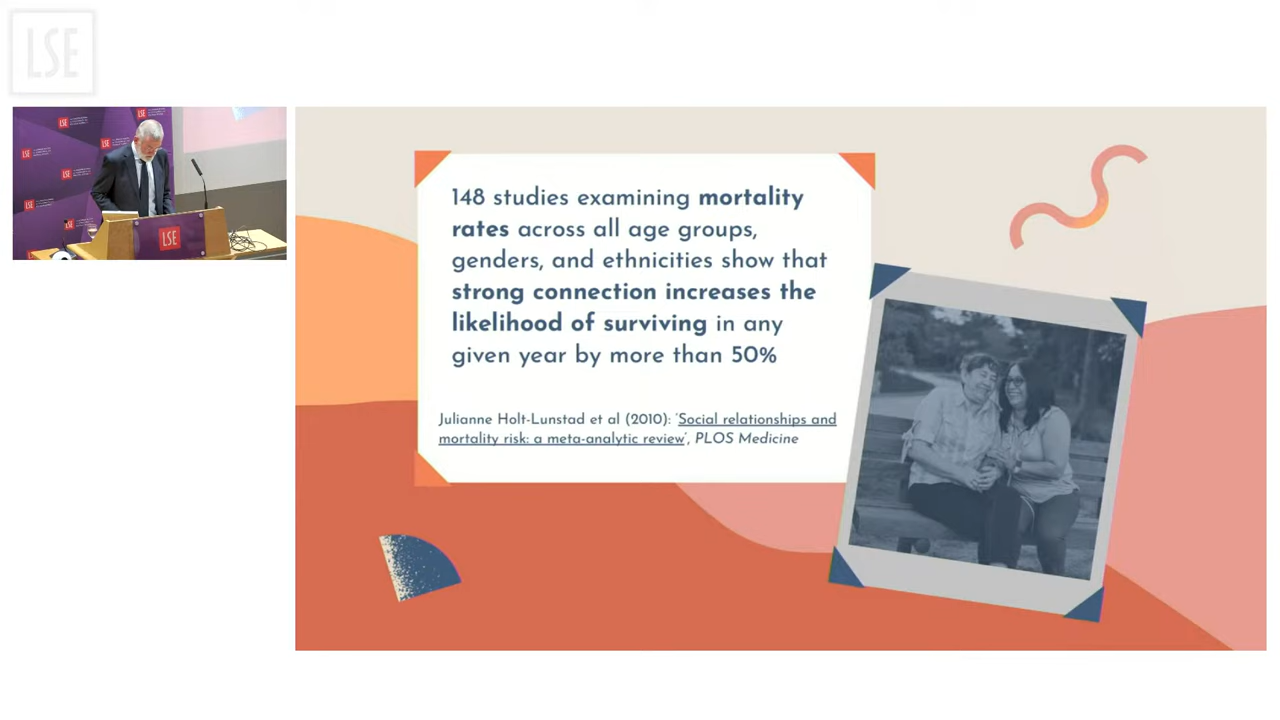 LSE
LSE
148 studies examining mortality
rates across all age groups,
genders, and ethnicities show that
strong connection increases the
likelihood of surviving in any
given year by more than 50%
Julianne Holt-Lunstad et al (2010): ‘Social relationships and
mortality risk: a meta-analytic review’, PLOS Medicine